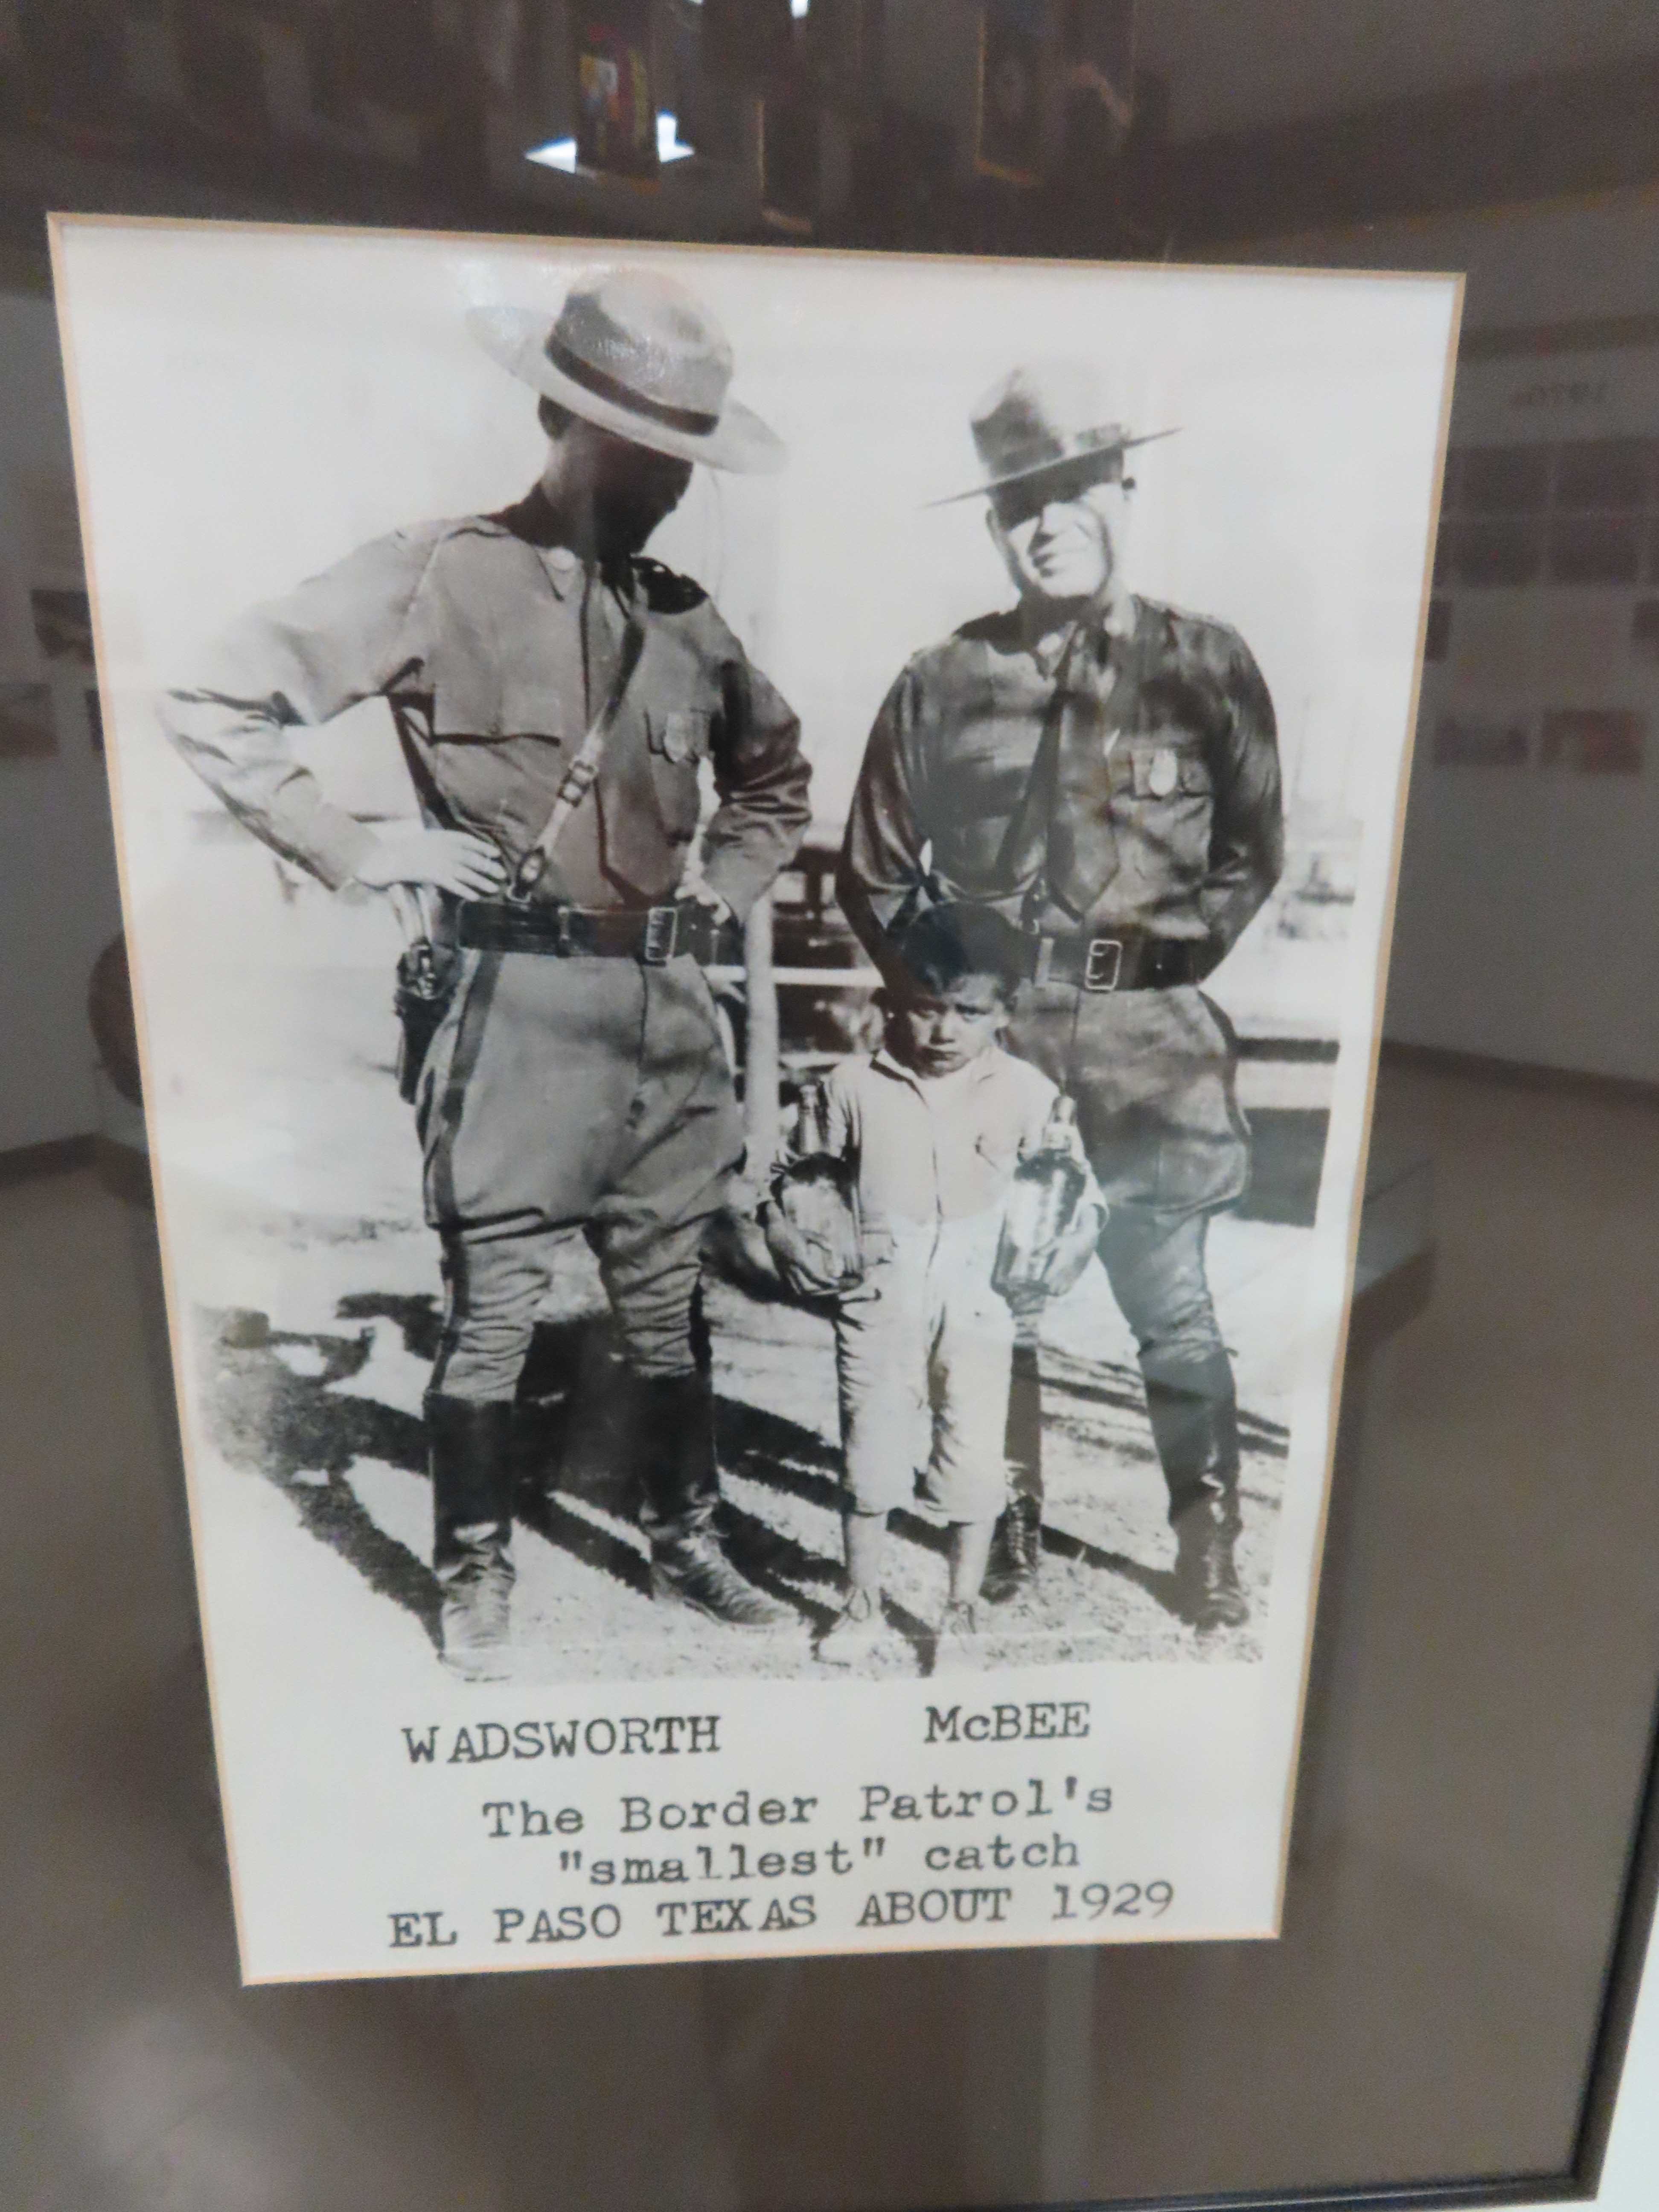 WADSWORTH McBEE
The Border Patrol's
"smallest" catch
EL PASO TEXAS ABOUT 1929